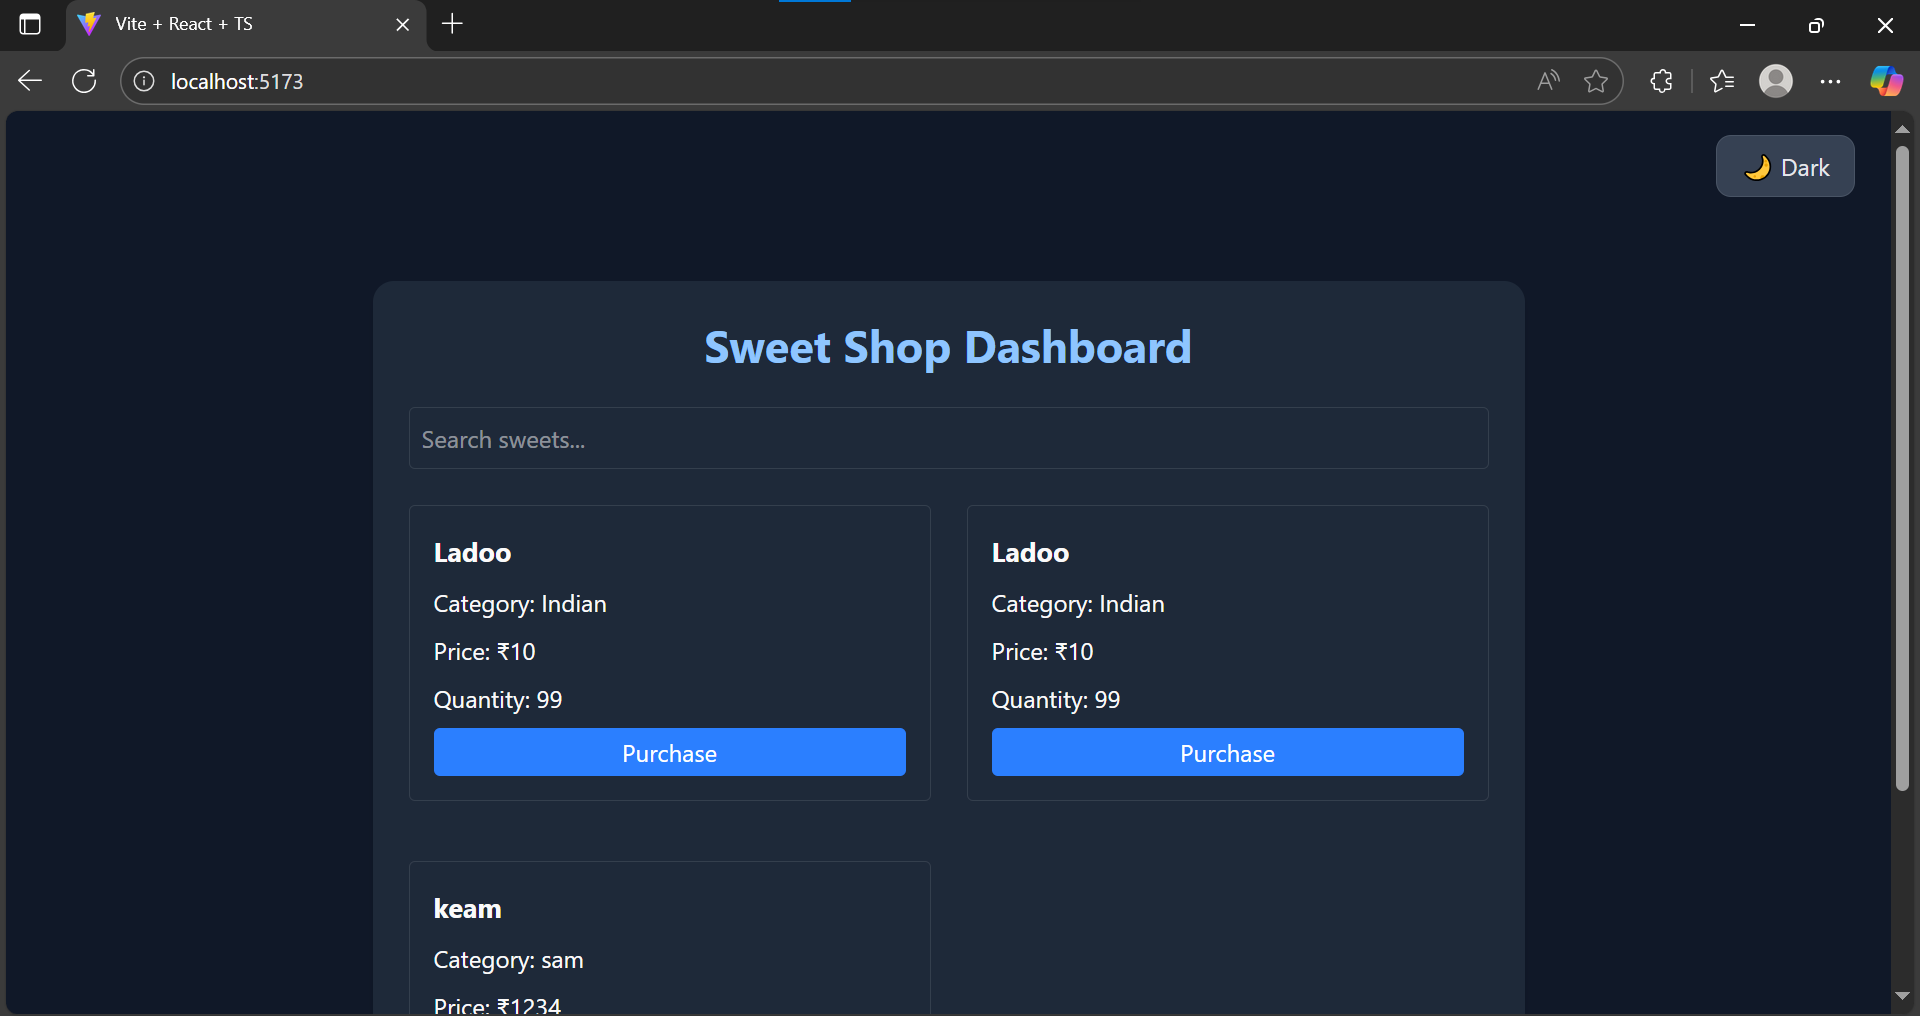 Vite + React + TS
localhost:5173
Dark
Sweet Shop Dashboard
Search sweets...
Ladoo
Category: Indian
Price: ₹10
Quantity: 99
Purchase
Ladoo
Category: Indian
Price: ₹10
Quantity: 99
Purchase
keam
Category: sam
Price: ₹1234